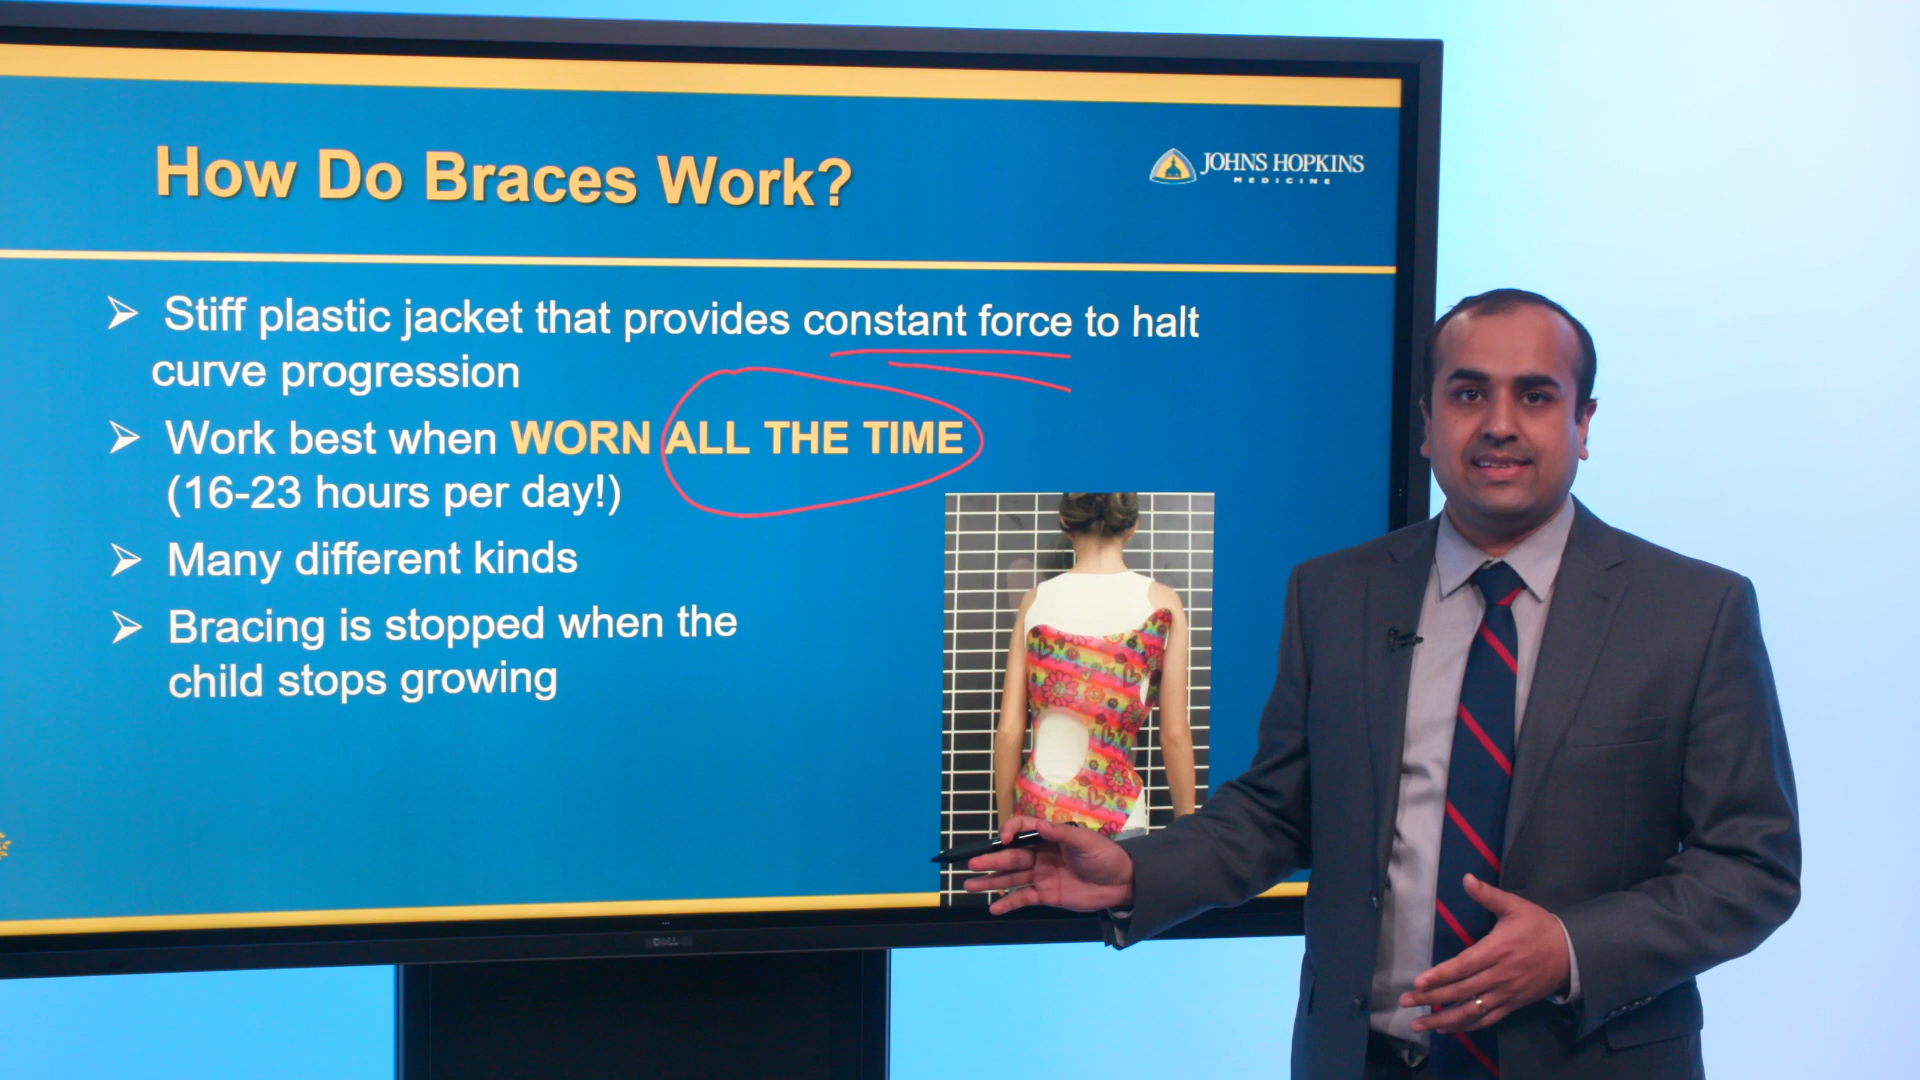 How Do Braces Work?
JOHNS HOPKINS
MEDICINE
➢ Stiff plastic jacket that provides constant force to halt
curve progression
➢ Work best when WORN ALL THE TIME
(16-23 hours per day!)
➢ Many different kinds
➢ Bracing is stopped when the
child stops growing
DELL